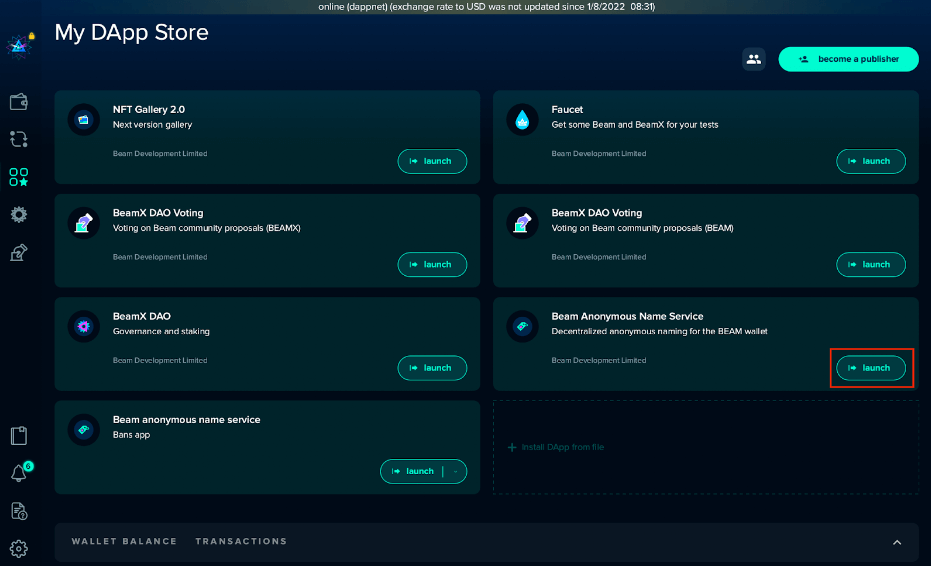 online (dappnet) (exchange rate to USD was not updated since 1/8/2022 08:31)
My DApp Store
become a publisher
NFT Gallery 2.0
Next version gallery
Beam Development Limited
launch
Faucet
Get some Beam and BeamX for your tests
Beam Development Limited
launch
BeamX DAO Voting
Voting on Beam community proposals (BEAMX)
Beam Development Limited
launch
BeamX DAO Voting
Voting on Beam community proposals (BEAM)
Beam Development Limited
launch
BeamX DAO
Governance and staking
Beam Development Limited
launch
Beam Anonymous Name Service
Decentralized anonymous naming for the BEAM wallet
Beam Development Limited
launch
Beam anonymous name service
Bans app
launch
Install DApp from file
6
WALLET BALANCE TRANSACTIONS